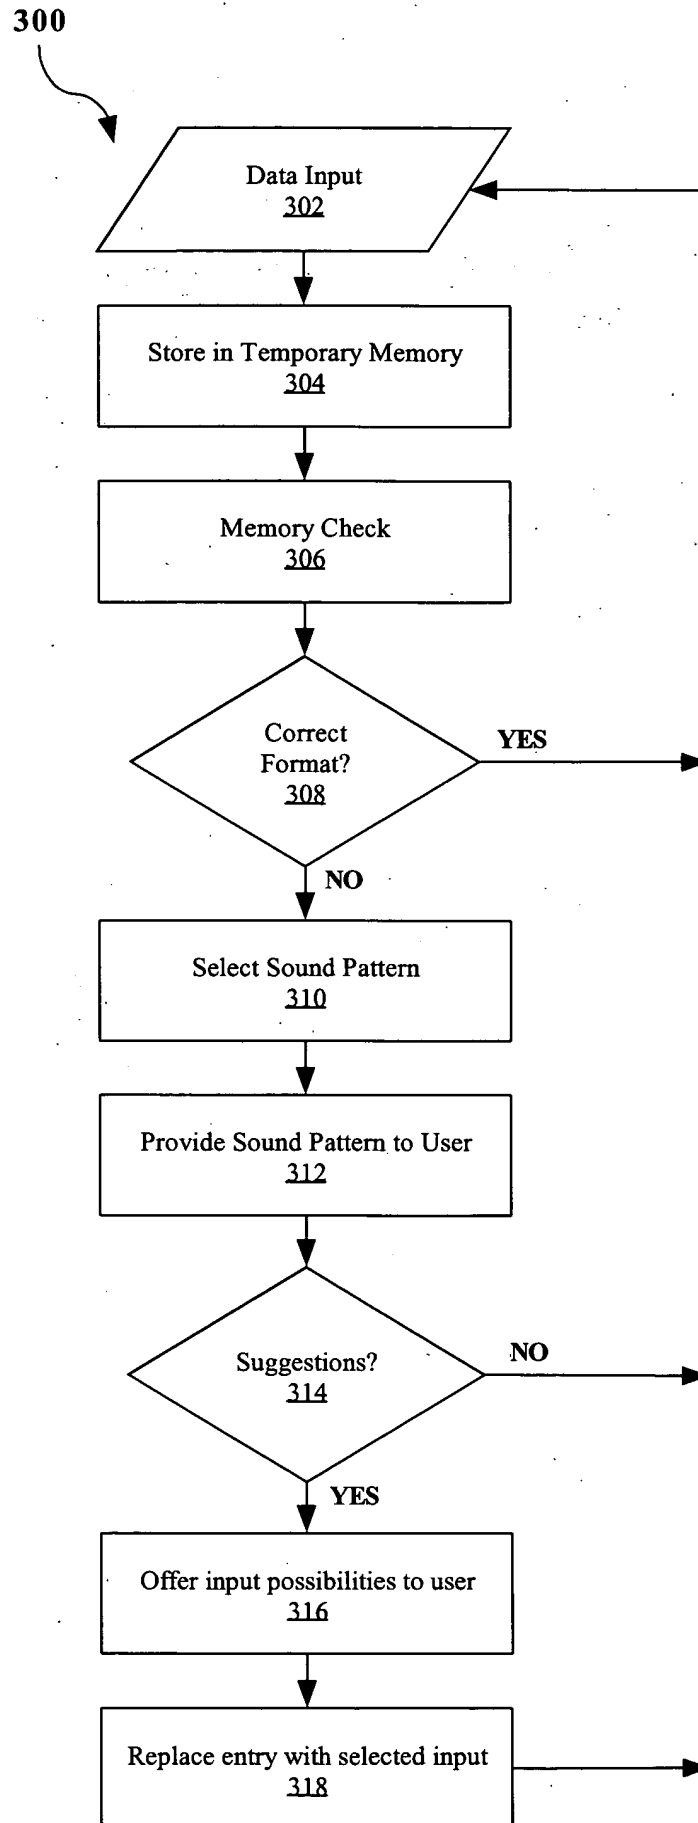 300
Data Input
302
Store in Temporary Memory
304
Memory Check
306
Correct
Format?
308
YES
NO
Select Sound Pattern
310
Provide Sound Pattern to User
312
Suggestions?
314
NO
YES
Offer input possibilities to user
316
Replace entry with selected input
318